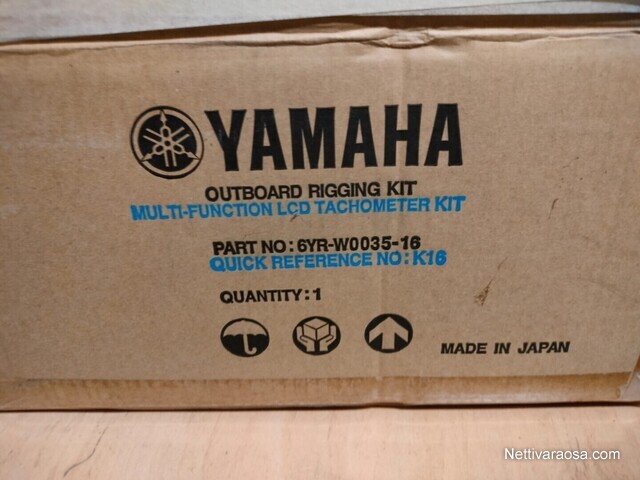 YAMAHA
OUTBOARD RIGGING KIT
MULTI-FUNCTION LCD TACHOMETER KIT
PART NO: 6YR-W0035-16
QUICK REFERENCE NO: K16
QUANTITY: 1
MADE IN JAPAN
Nettivaraosa.com